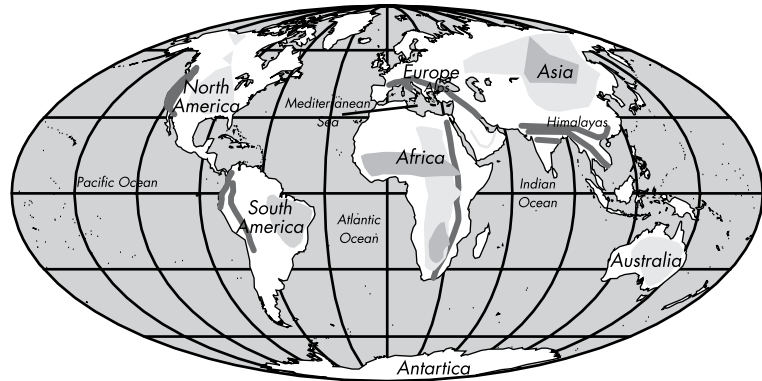 Europe
Asia
Alps
North
America
Mediterranean
Sea
Himalayas
Africa
Pacific Ocean
Indian
Ocean
South
America
Atlantic
Ocean
Australia
Antartica